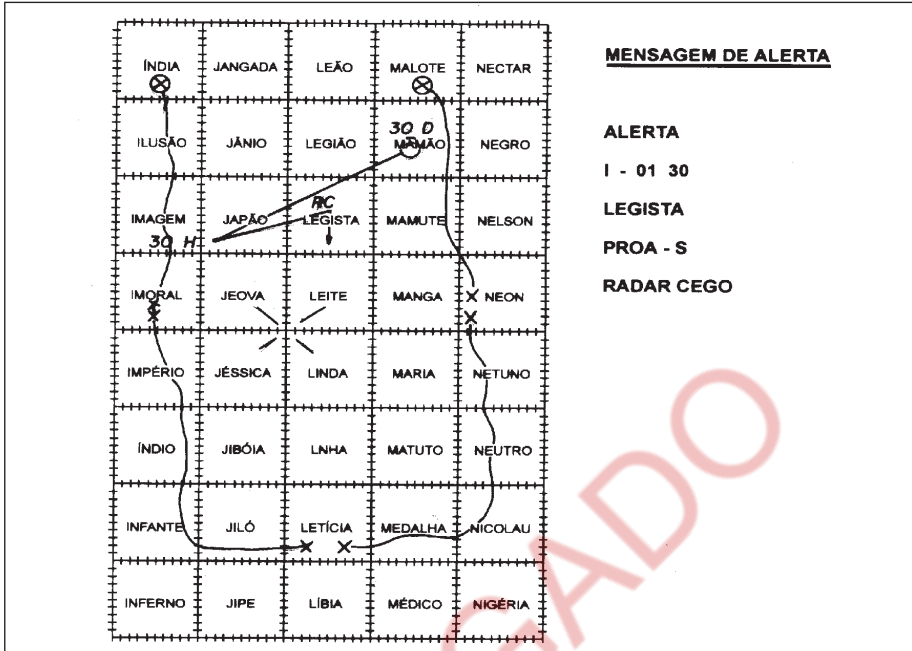 ÍNDIA JANGADA LEÃO MALOTE NECTAR
30 D
ILUSÃO JÂNIO LEGIÃO MAMÃO NEGRO
RC
IMAGEM JAPÃO LEGISTA MAMUTE NELSON
30 H
IMORAL JEOVA LEITE MANGA NEON
IMPÉRIO JÉSSICA LINDA MARIA NETUNO
ÍNDIO JIBÓIA LNHA MATUTO NEUTRO
INFANTE JILÓ LETÍCIA MEDALHA NICOLAU
INFERNO JIPE LÍBIA MÉDICO NIGÉRIA
MENSAGEM DE ALERTA
ALERTA
I - 01 30
LEGISTA
PROA - S
RADAR CEGO
GADO